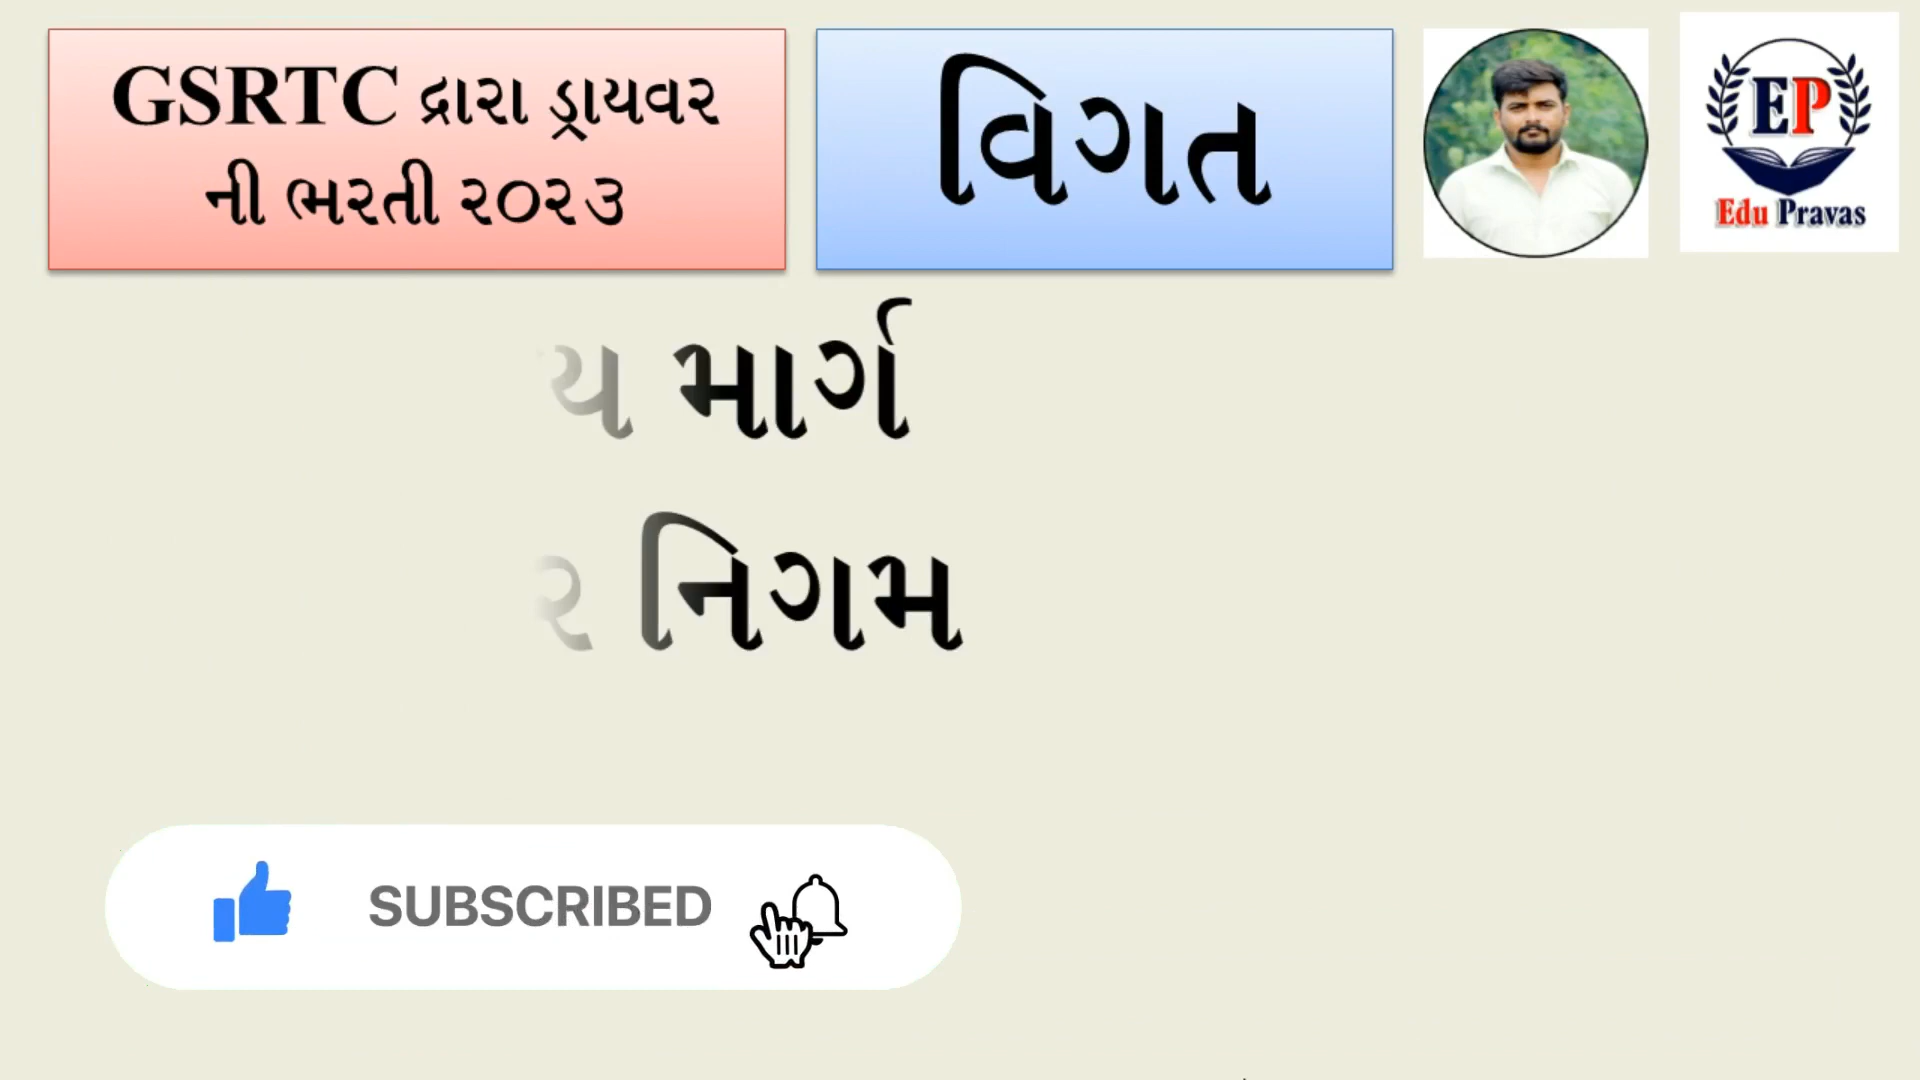 GSRTC દ્રારા ડ્રાયવર
ની ભરતી ૨૦૨૩
વિગત
EP
Edu Pravas
ય માર્ગ
ર નિગમ
SUBSCRIBED